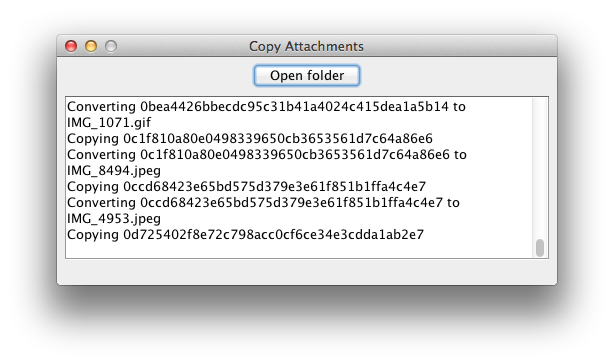 Copy Attachments
Open folder
Converting 0bea4426bbecdc95c31b41a4024c415dea1a5b14 to
IMG_1071.gif
Copying 0c1f810a80e0498339650cb3653561d7c64a86e6
Converting 0c1f810a80e0498339650cb3653561d7c64a86e6 to
IMG_8494.jpeg
Copying 0ccd68423e65bd575d379e3e61f851b1ffa4c4e7
Converting 0ccd68423e65bd575d379e3e61f851b1ffa4c4e7 to
IMG_4953.jpeg
Copying 0d725402f8e72c798acc0cf6ce34e3cdda1ab2e7